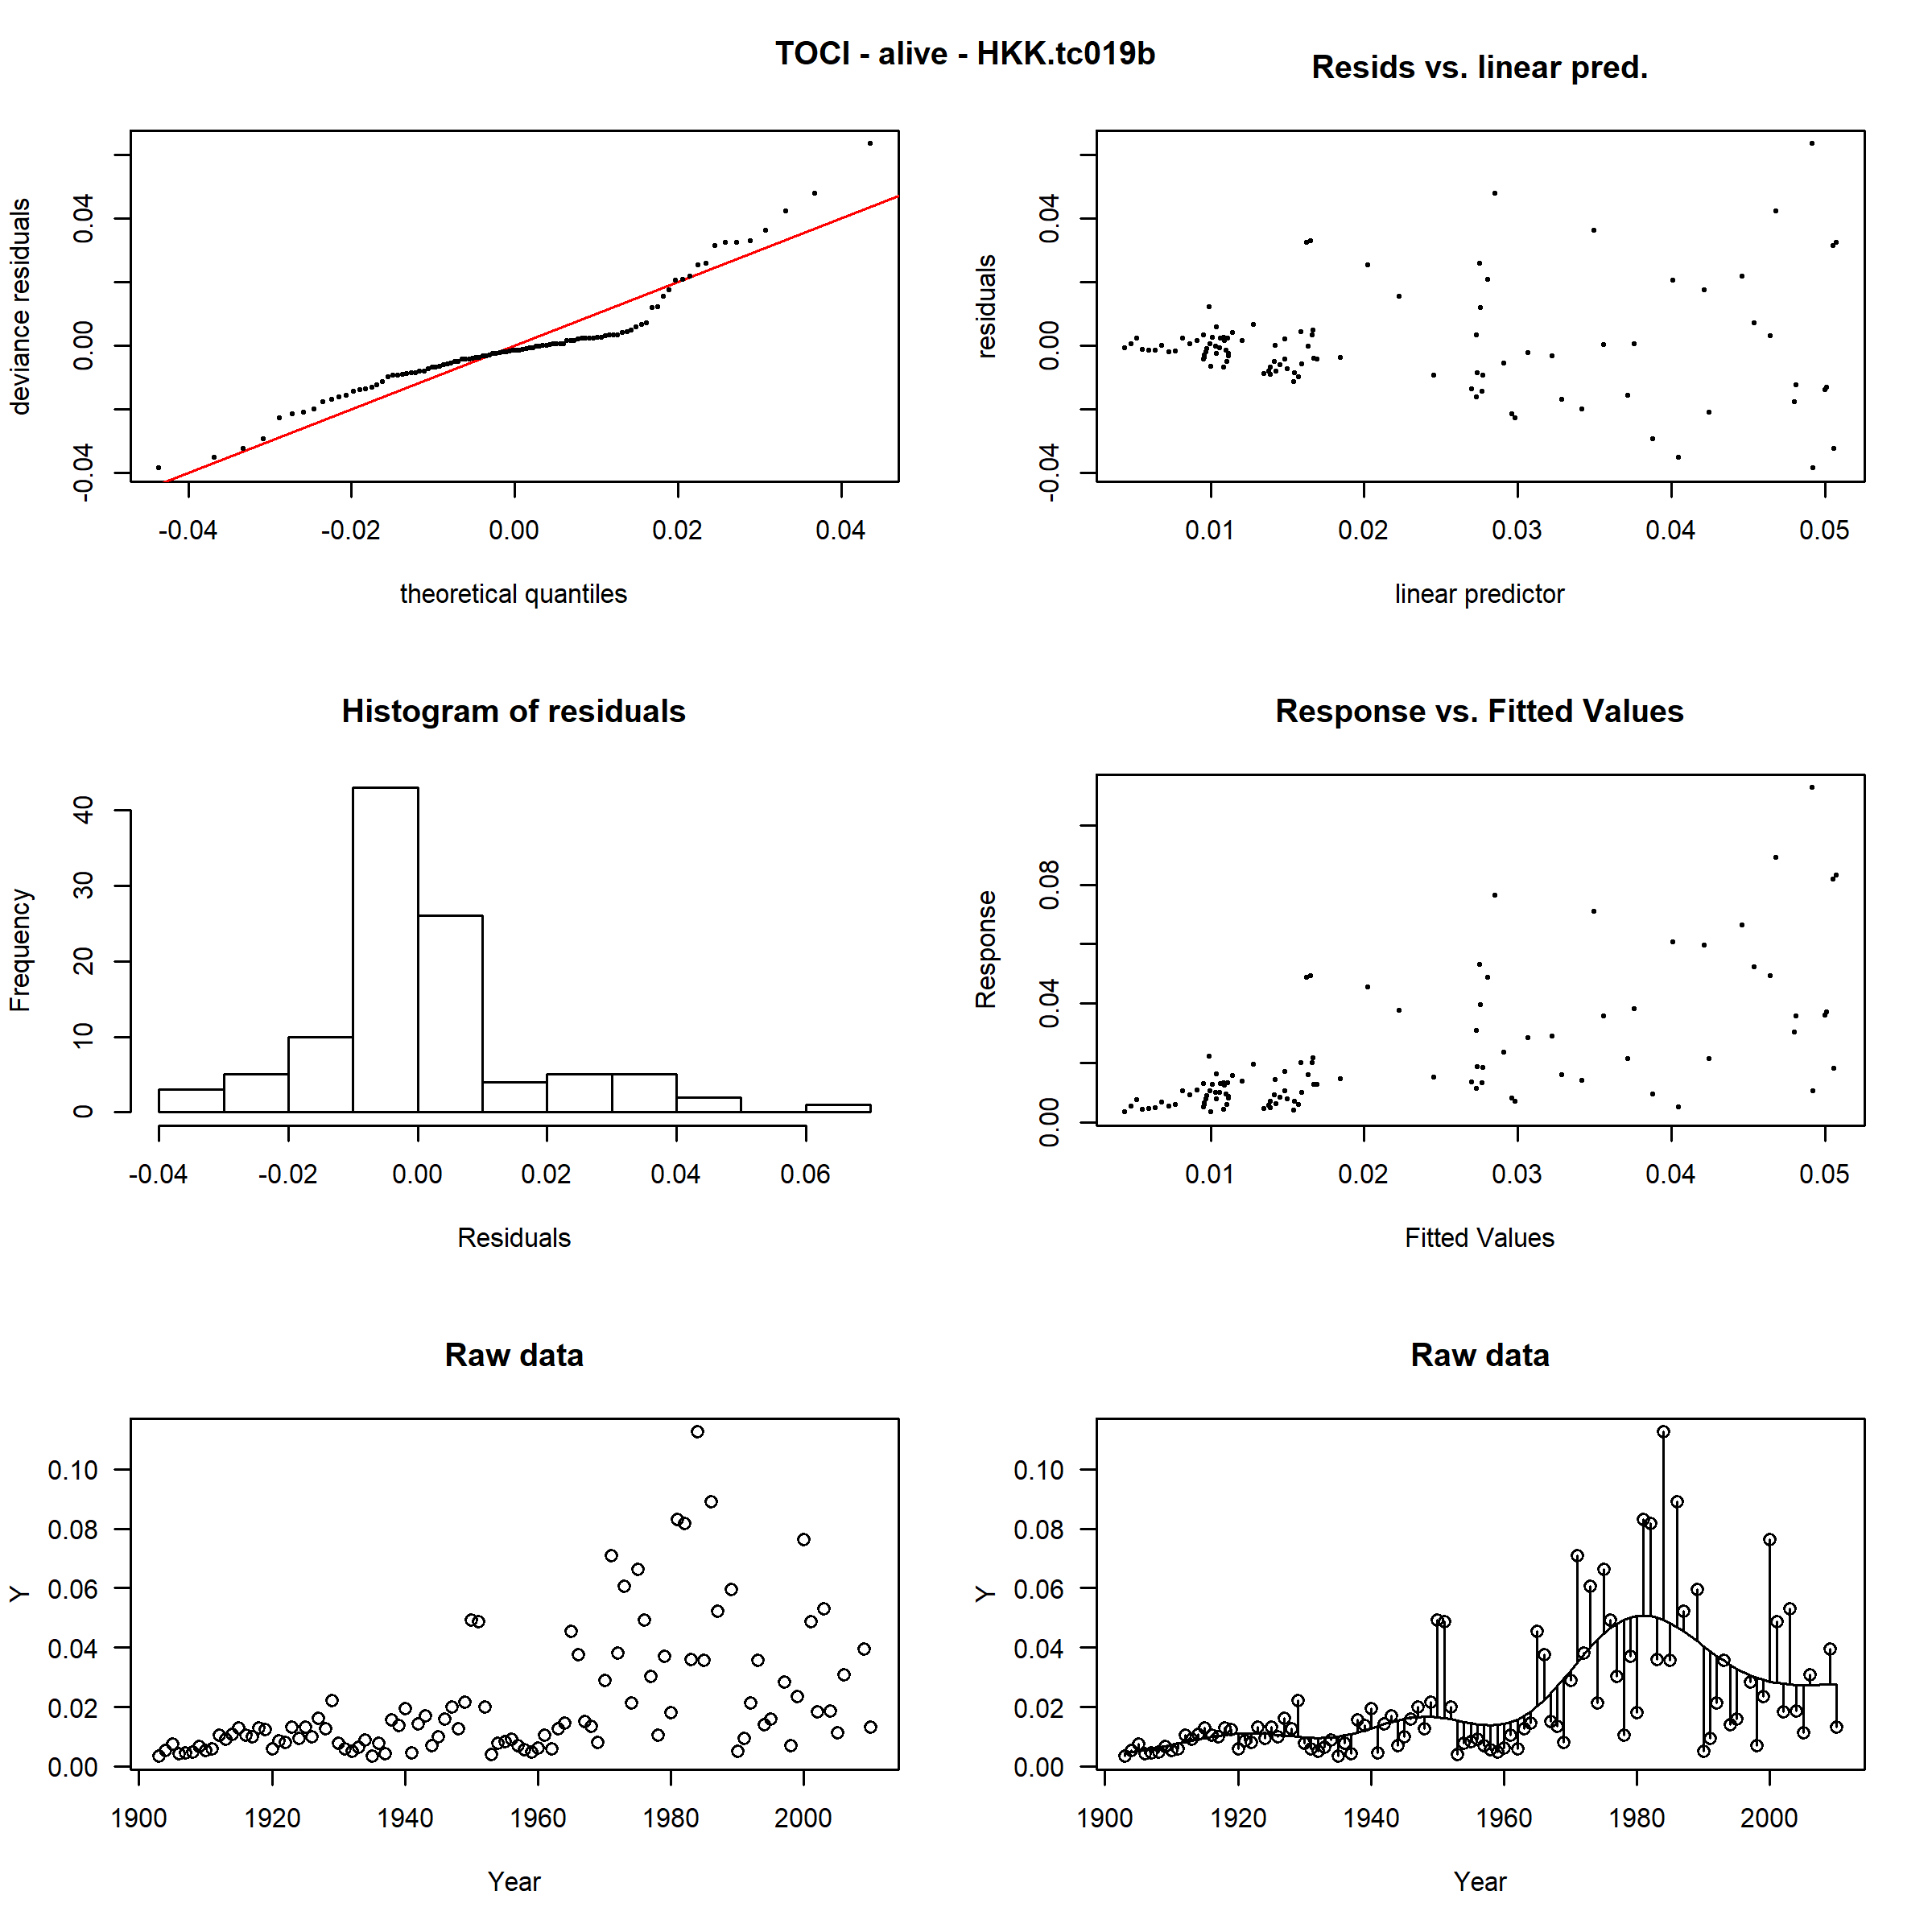 TOCI - alive - HKK.tc019b
Resids vs. linear pred.
deviance residuals
-0.04 0.00 0.04
-0.04 -0.02 0.00 0.02 0.04
theoretical quantiles
residuals
-0.04 0.00 0.04
0.01 0.02 0.03 0.04 0.05
linear predictor
Histogram of residuals
Frequency
0 10 20 30 40
-0.04 -0.02 0.00 0.02 0.04 0.06
Residuals
Response vs. Fitted Values
Response
0.00 0.04 0.08
0.01 0.02 0.03 0.04 0.05
Fitted Values
Raw data
Y
0.10
0.08
0.06
0.04
0.02
0.00
1900 1920 1940 1960 1980 2000
Year
Raw data
Y
0.10
0.08
0.06
0.04
0.02
0.00
1900 1920 1940 1960 1980 2000
Year